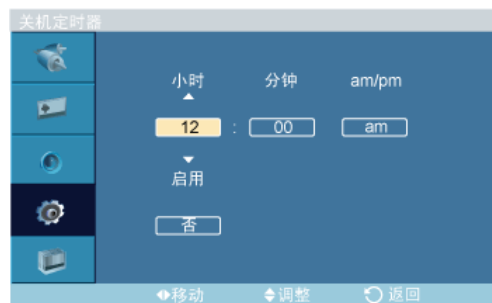 关机定时器
小时 分钟 am/pm
12 : 00 am
启用
否
移动 调整 返回